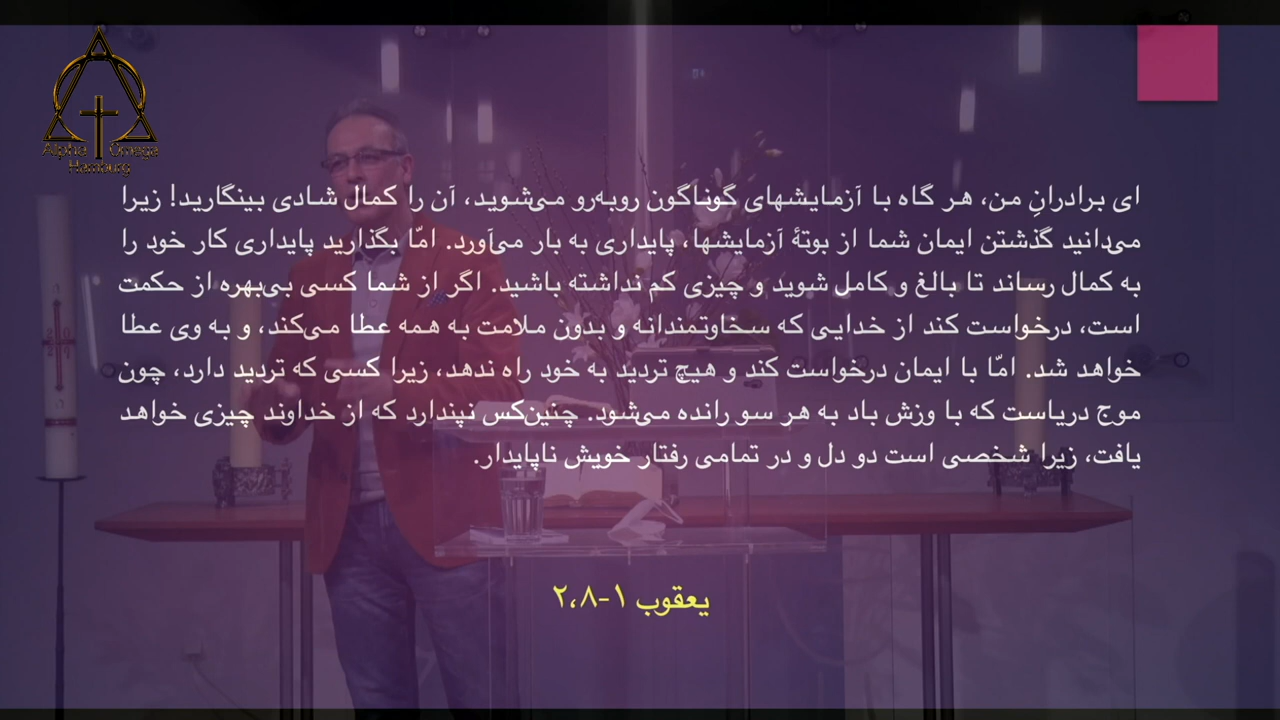 Alpha Omega
Hamburg
ای برادرانِ من، هر گاه با آزمایشهای گوناگون روبه‌رو می‌شوید، آن را کمال شادی بینگارید! زیرا
می‌دانید گذشتن ایمان شما از بوتهٔ آزمایشها، پایداری به بار می‌آورد. امّا بگذارید پایداری کار خود را
به کمال رساند تا بالغ و کامل شوید و چیزی کم نداشته باشید. اگر از شما کسی بی‌بهره از حکمت
است، درخواست کند از خدایی که سخاوتمندانه و بدون ملامت به همه عطا می‌کند، و به وی عطا
خواهد شد. امّا با ایمان درخواست کند و هیچ تردید به خود راه ندهد، زیرا کسی که تردید دارد، چون
موج دریاست که با وزش باد به هر سو رانده می‌شود. چنین‌کس نپندارد که از خداوند چیزی خواهد
یافت، زیرا شخصی است دو دل و در تمامی رفتار خویش ناپایدار.
یعقوب ۱-۲،۸